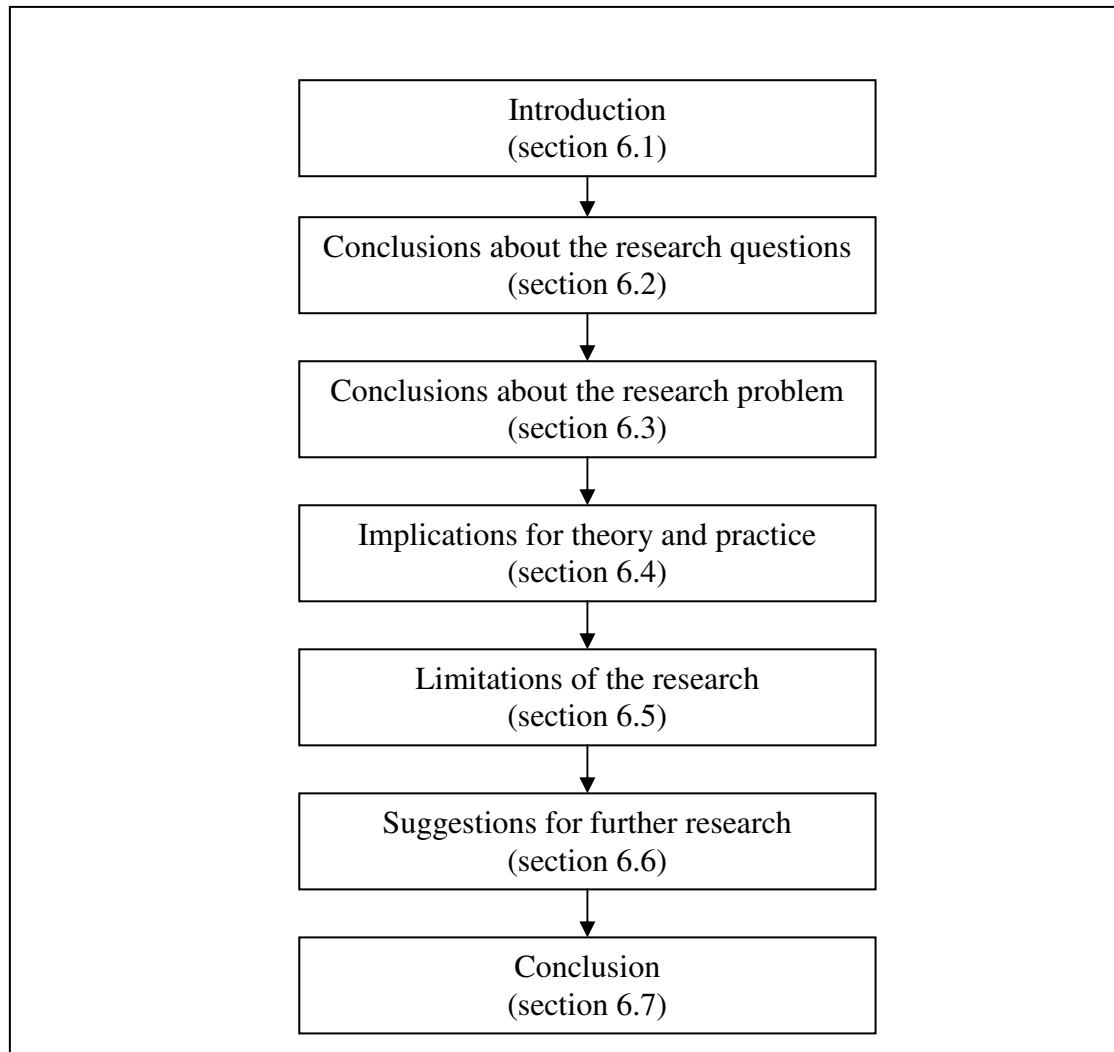 Introduction
(section 6.1)
Conclusions about the research questions
(section 6.2)
Conclusions about the research problem
(section 6.3)
Implications for theory and practice
(section 6.4)
Limitations of the research
(section 6.5)
Suggestions for further research
(section 6.6)
Conclusion
(section 6.7)